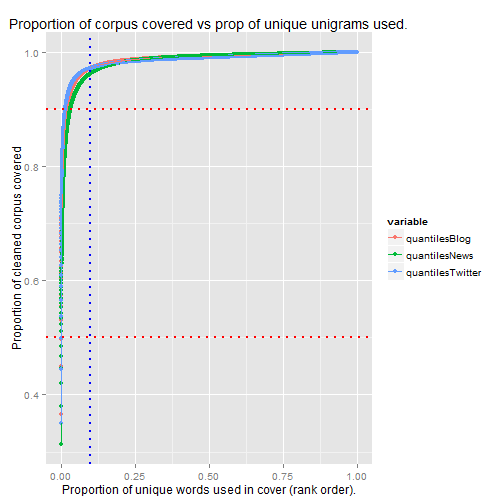 Proportion of corpus covered vs prop of unique unigrams used.
Proportion of cleaned corpus covered
1.0
0.8
0.6
0.4
0.00
0.25
0.50
0.75
1.00
Proportion of unique words used in cover (rank order).
variable
quantilesBlog
quantilesNews
quantilesTwitter